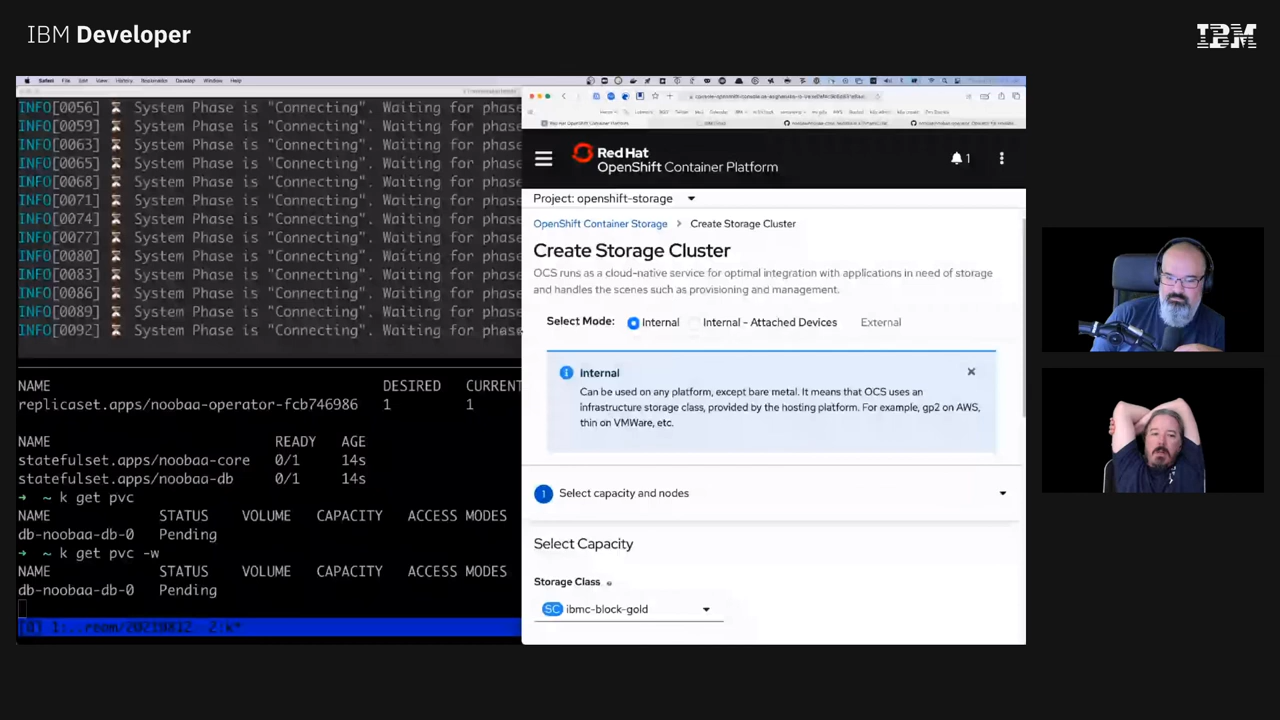 IBM Developer
IBM
INFO[0056] System Phase is "Connecting". Waiting for phase
INFO[0059] System Phase is "Connecting". Waiting for phase
INFO[0063] System Phase is "Connecting". Waiting for phase
INFO[0065] System Phase is "Connecting". Waiting for phase
INFO[0068] System Phase is "Connecting". Waiting for phase
INFO[0071] System Phase is "Connecting". Waiting for phase
INFO[0074] System Phase is "Connecting". Waiting for phase
INFO[0077] System Phase is "Connecting". Waiting for phase
INFO[0080] System Phase is "Connecting". Waiting for phase
INFO[0083] System Phase is "Connecting". Waiting for phase
INFO[0086] System Phase is "Connecting". Waiting for phase
INFO[0089] System Phase is "Connecting". Waiting for phase
INFO[0092] System Phase is "Connecting". Waiting for phase
NAME DESIRED CURRENT
replicaset.apps/noobaa-operator-fcb746986 1 1
NAME READY AGE
statefulset.apps/noobaa-core 0/1 14s
statefulset.apps/noobaa-db 0/1 14s
➜ ~ k get pvc
NAME STATUS VOLUME CAPACITY ACCESS MODES
db-noobaa-db-0 Pending
➜ ~ k get pvc -w
NAME STATUS VOLUME CAPACITY ACCESS MODES
db-noobaa-db-0 Pending
Red Hat
OpenShift Container Platform
1
Project: openshift-storage
OpenShift Container Storage > Create Storage Cluster
Create Storage Cluster
OCS runs as a cloud-native service for optimal integration with applications in need of storage
and handles the scenes such as provisioning and management.
Select Mode: Internal Internal - Attached Devices External
Internal
Can be used on any platform, except bare metal. It means that OCS uses an
infrastructure storage class, provided by the hosting platform. For example, gp2 on AWS,
thin on VMWare, etc.
1 Select capacity and nodes
Select Capacity
Storage Class
SC ibmc-block-gold